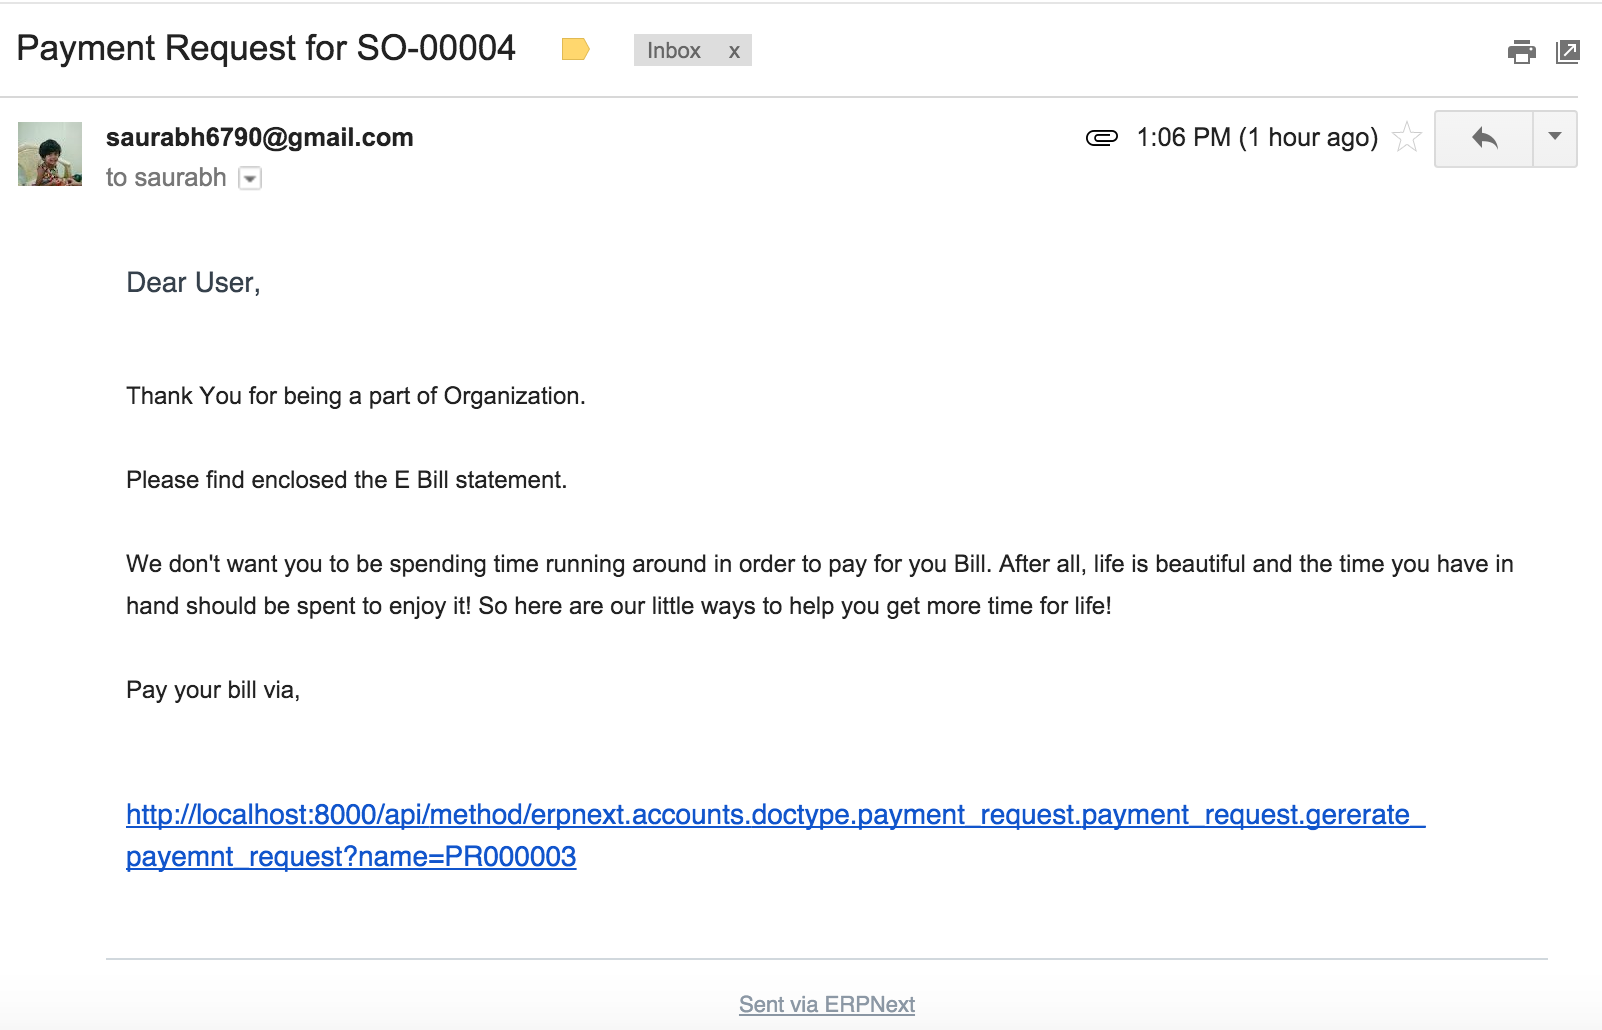 Payment Request for SO-00004 Inbox x
saurabh6790@gmail.com 1:06 PM (1 hour ago)
to saurabh
Dear User,
Thank You for being a part of Organization.
Please find enclosed the E Bill statement.
We don't want you to be spending time running around in order to pay for you Bill. After all, life is beautiful and the time you have in
hand should be spent to enjoy it! So here are our little ways to help you get more time for life!
Pay your bill via,
http://localhost:8000/api/method/erpnext.accounts.doctype.payment_request.payment_request.gererate_
payemnt_request?name=PR000003
Sent via ERPNext